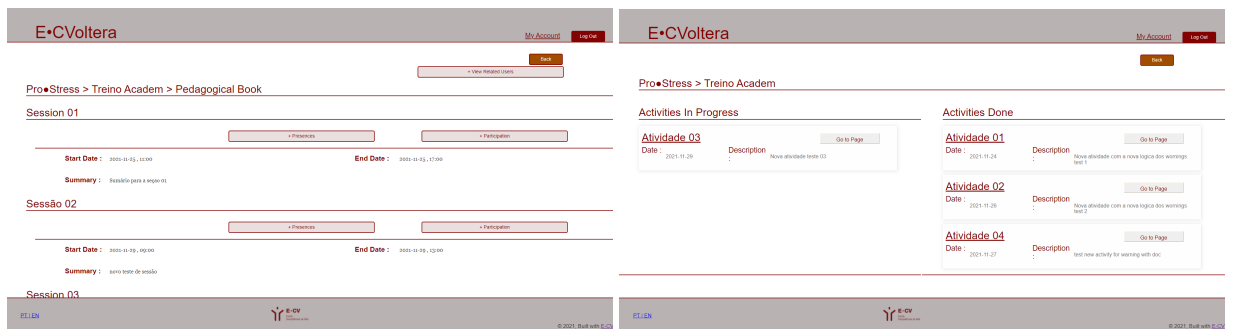 E•CVoltera
My Account Log Out
Back
+ View Related Users
Pro●Stress > Treino Academ > Pedagogical Book
Session 01
+ Presences + Participation
Start Date : 2021-11-25 , 11:00 End Date : 2021-11-25 , 17:00
Summary : Sumário para a seçao 01
Sessão 02
+ Presences + Participation
Start Date : 2021-11-29 , 09:00 End Date : 2021-11-29 , 13:00
Summary : novo teste de sessão
Session 03
PT | EN
E·CV
© 2021, Built with E-CV
E•CVoltera
My Account Log Out
Back
Pro●Stress > Treino Academ
Activities In Progress
Atividade 03 Go to Page
Date : 2021-11-29 Description : Nova atividade teste 03
Activities Done
Atividade 01 Go to Page
Date : 2021-11-24 Description : Nova atividade com a nova logica dos wornings
test 1
Atividade 02 Go to Page
Date : 2021-11-26 Description : Nova atividade com a nova logica dos wornings
test 2
Atividade 04 Go to Page
Date : 2021-11-27 Description : test new activity for warning with doc
PT | EN
E·CV
© 2021, Built with E-CV